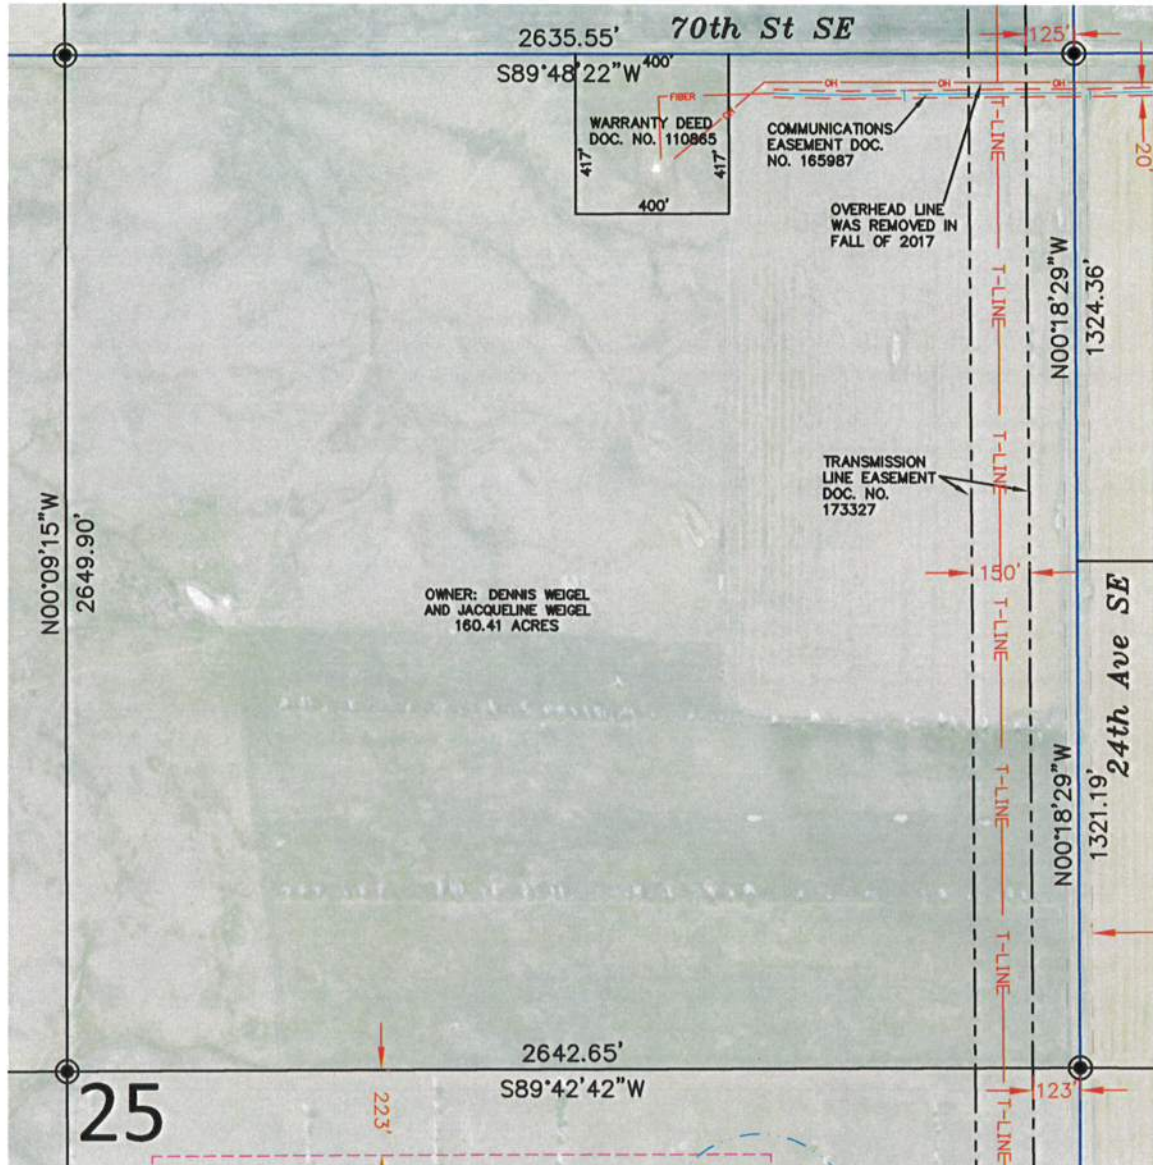 70th St SE
2635.55'
S89°48'22"W
125'
400'
OH
OH
OH
OH
FIBER
WARRANTY DEED
DOC. NO. 110865
417'
417'
400'
COMMUNICATIONS
EASEMENT DOC.
NO. 165987
OVERHEAD LINE
WAS REMOVED IN
FALL OF 2017
20'
T-LINE
T-LINE
T-LINE
T-LINE
T-LINE
T-LINE
T-LINE
N00°18'29"W
1324.36'
TRANSMISSION
LINE EASEMENT
DOC. NO.
173327
150'
N00°09'15"W
2649.90'
OWNER: DENNIS WEIGEL
AND JACQUELINE WEIGEL
160.41 ACRES
24th Ave SE
N00°18'29"W
1321.19'
2642.65'
S89°42'42"W
123'
25
223'